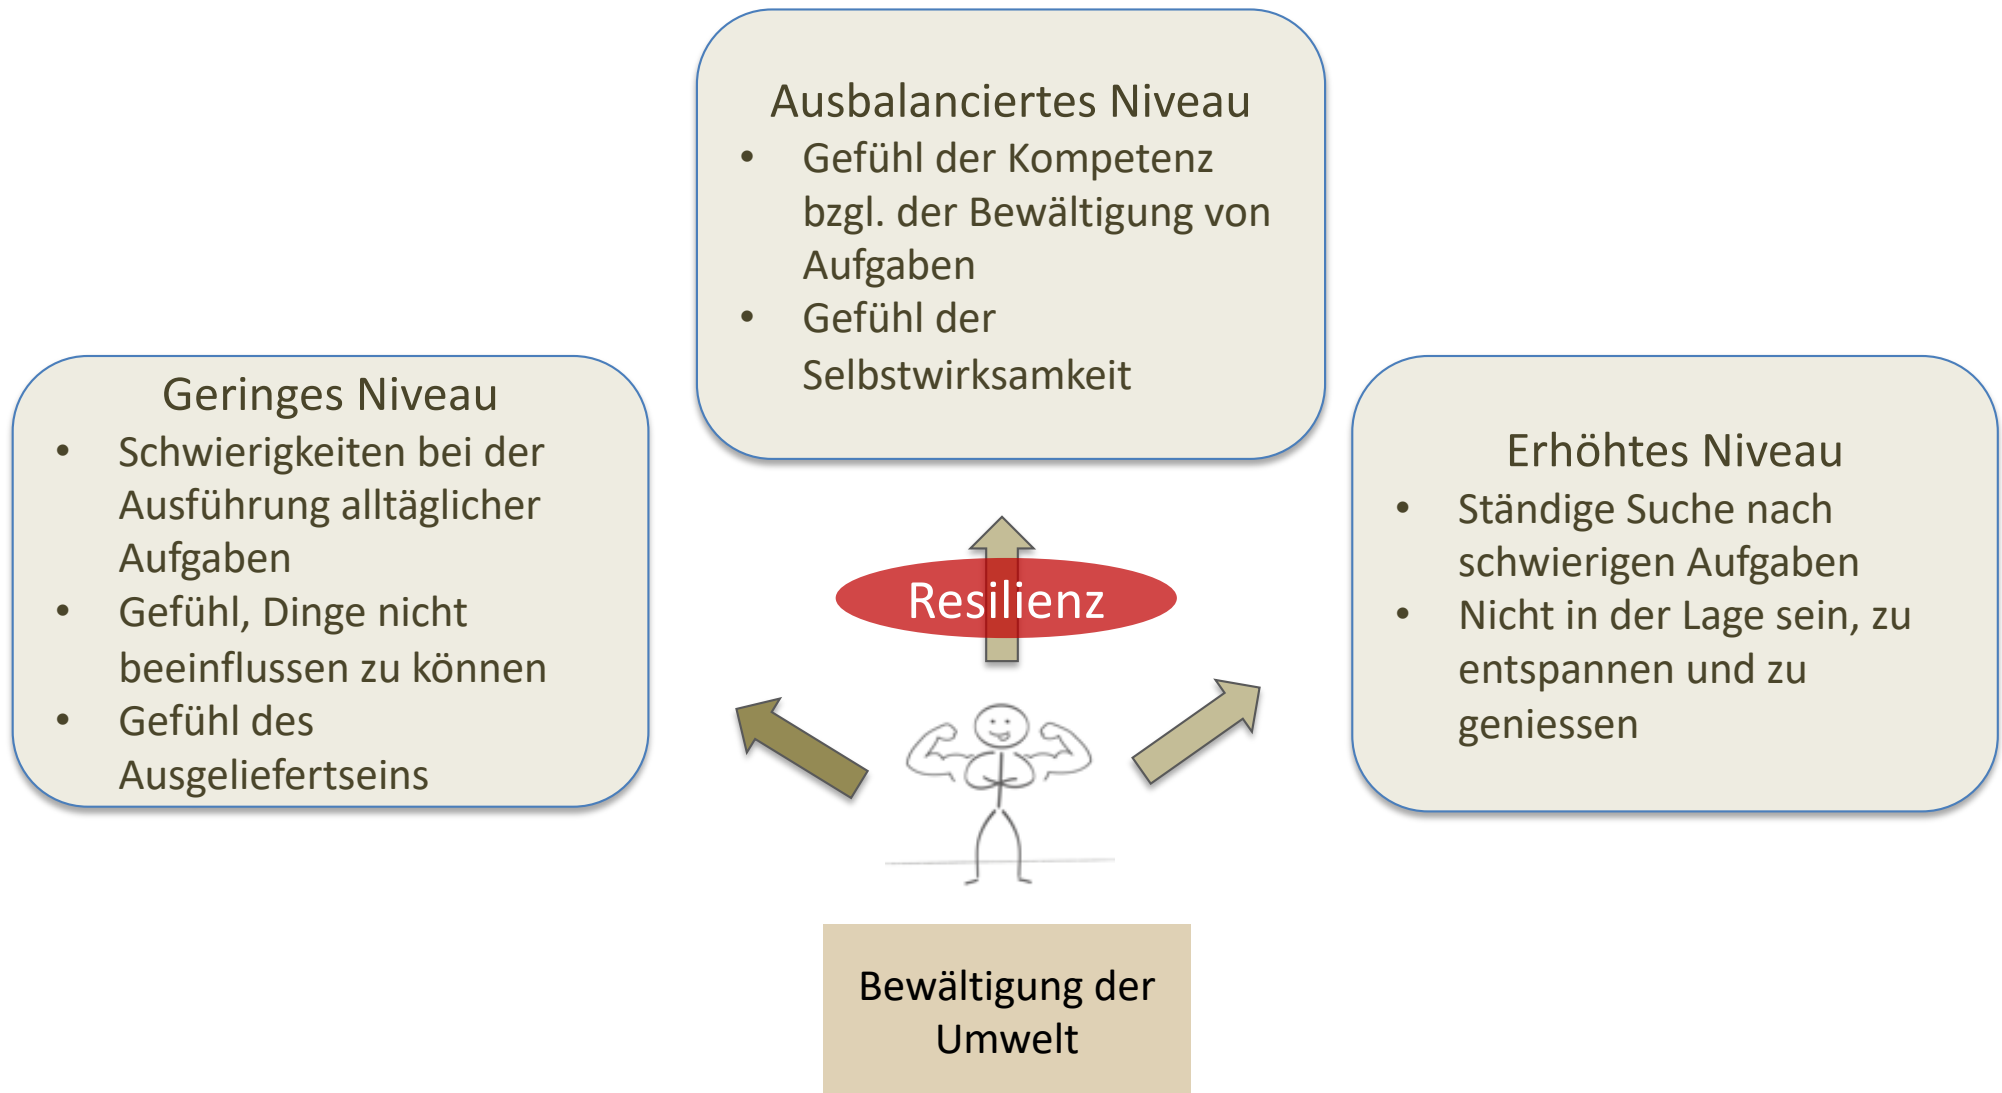 Ausbalanciertes Niveau
• Gefühl der Kompetenz
bzgl. der Bewältigung von
Aufgaben
• Gefühl der
Selbstwirksamkeit
Geringes Niveau
• Schwierigkeiten bei der
Ausführung alltäglicher
Aufgaben
• Gefühl, Dinge nicht
beeinflussen zu können
• Gefühl des
Ausgeliefertseins
Erhöhtes Niveau
• Ständige Suche nach
schwierigen Aufgaben
• Nicht in der Lage sein, zu
entspannen und zu
geniessen
Resilienz
Bewältigung der
Umwelt